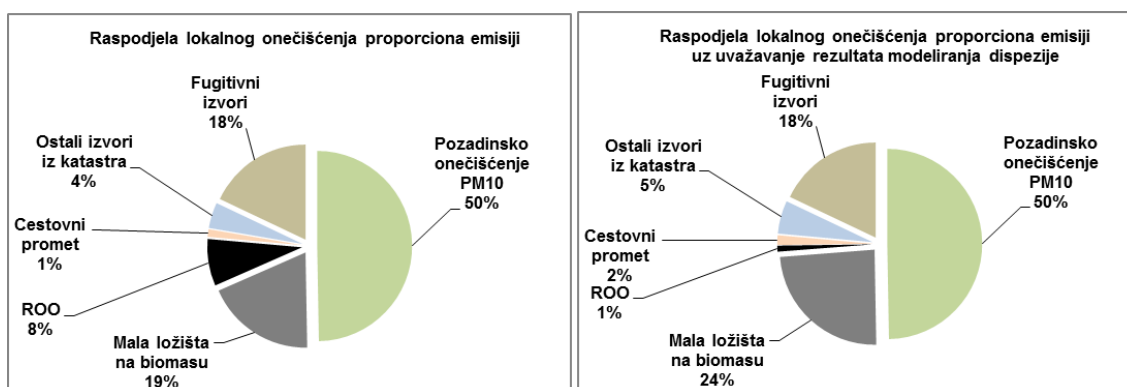 Raspodjela lokalnog onečišćenja proporciona emisiji
Fugitivni
izvori
18%
Ostali izvori
iz katastra
4%
Cestovni
promet
1%
ROO
8%
Mala ložišta
na biomasu
19%
Pozadinsko
onečišćenje
PM10
50%
Raspodjela lokalnog onečišćenja proporciona emisiji
uz uvažavanje rezultata modeliranja dispezije
Fugitivni
izvori
18%
Ostali izvori
iz katastra
5%
Cestovni
promet
2%
ROO
1%
Mala ložišta
na biomasu
24%
Pozadinsko
onečišćenje
PM10
50%